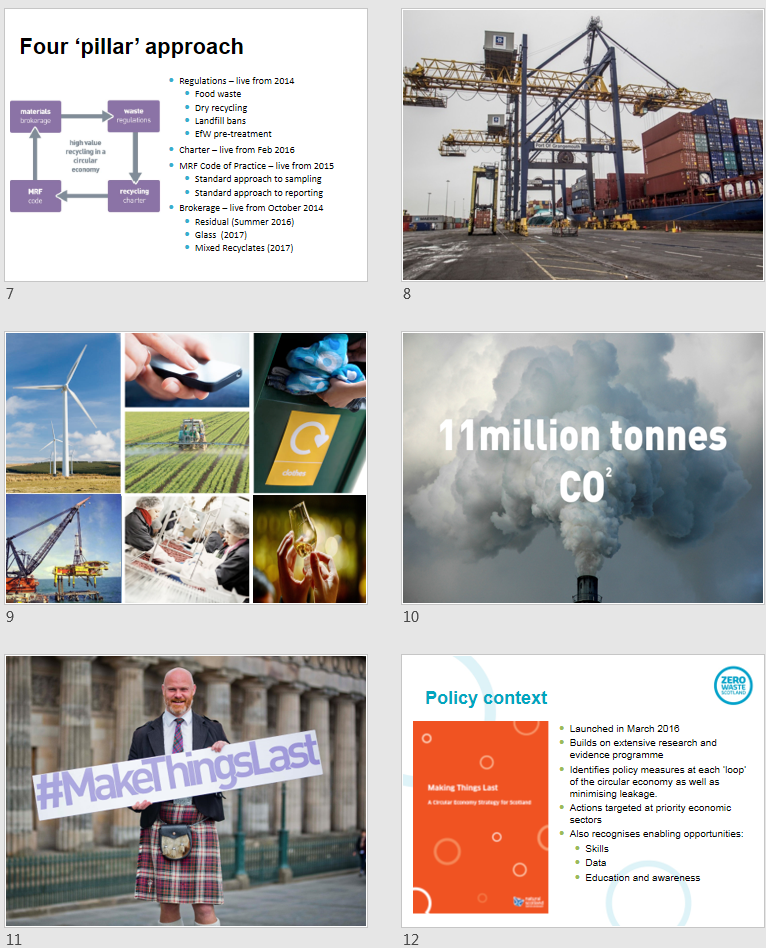 Four ‘pillar’ approach
materials
brokerage
waste
regulations
high value
recycling in a
circular
economy
MRF
code
recycling
charter
Regulations – live from 2014
Food waste
Dry recycling
Landfill bans
EfW pre-treatment
Charter – live from Feb 2016
MRF Code of Practice – live from 2015
Standard approach to sampling
Standard approach to reporting
Brokerage – live from October 2014
Residual (Summer 2016)
Glass (2017)
Mixed Recyclates (2017)
7
Port Of Grangemouth
8
clothes
9
11million tonnes
CO²
10
#MakeThingsLast
11
ZERO
WASTE
SCOTLAND
Policy context
Making Things Last
A Circular Economy Strategy for Scotland
natural
scotland
Launched in March 2016
Builds on extensive research and
evidence programme
Identifies policy measures at each ‘loop’
of the circular economy as well as
minimising leakage.
Actions targeted at priority economic
sectors
Also recognises enabling opportunities:
Skills
Data
Education and awareness
12